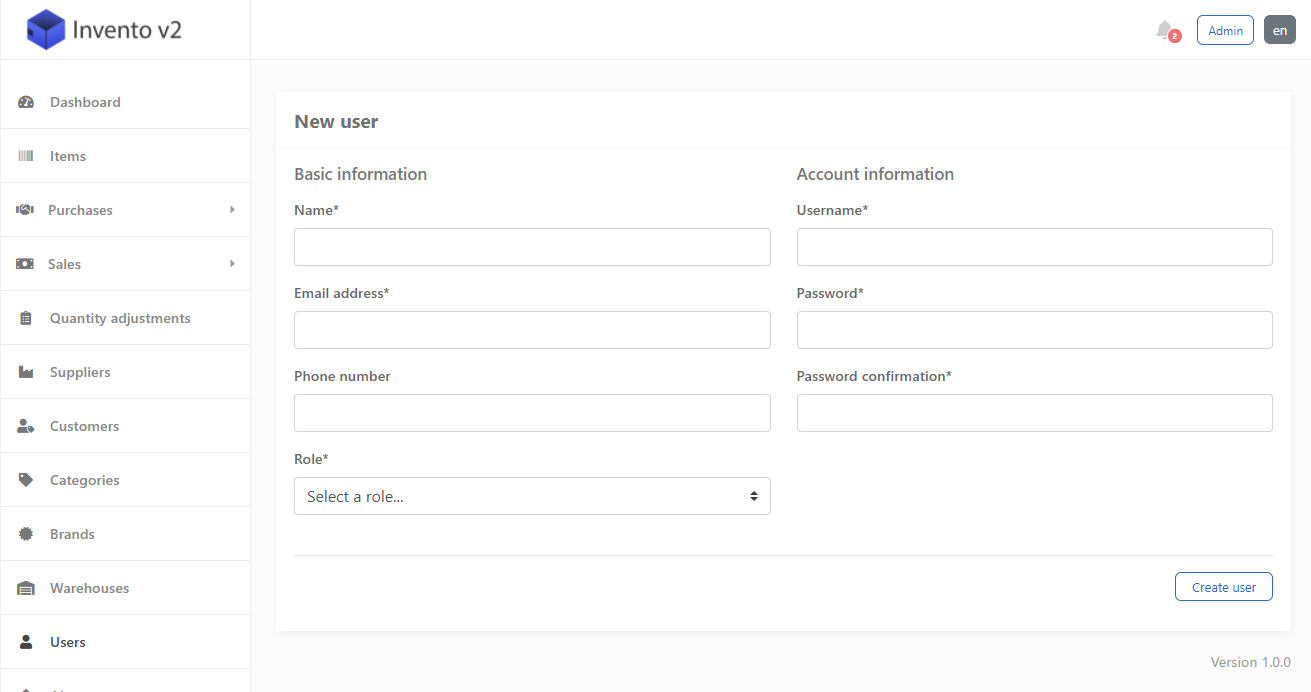 Invento v2
2
Admin
en
Dashboard
Items
Purchases
Sales
Quantity adjustments
Suppliers
Customers
Categories
Brands
Warehouses
Users
New user
Basic information
Name*
Email address*
Phone number
Role*
Select a role...
Account information
Username*
Password*
Password confirmation*
Create user
Version 1.0.0